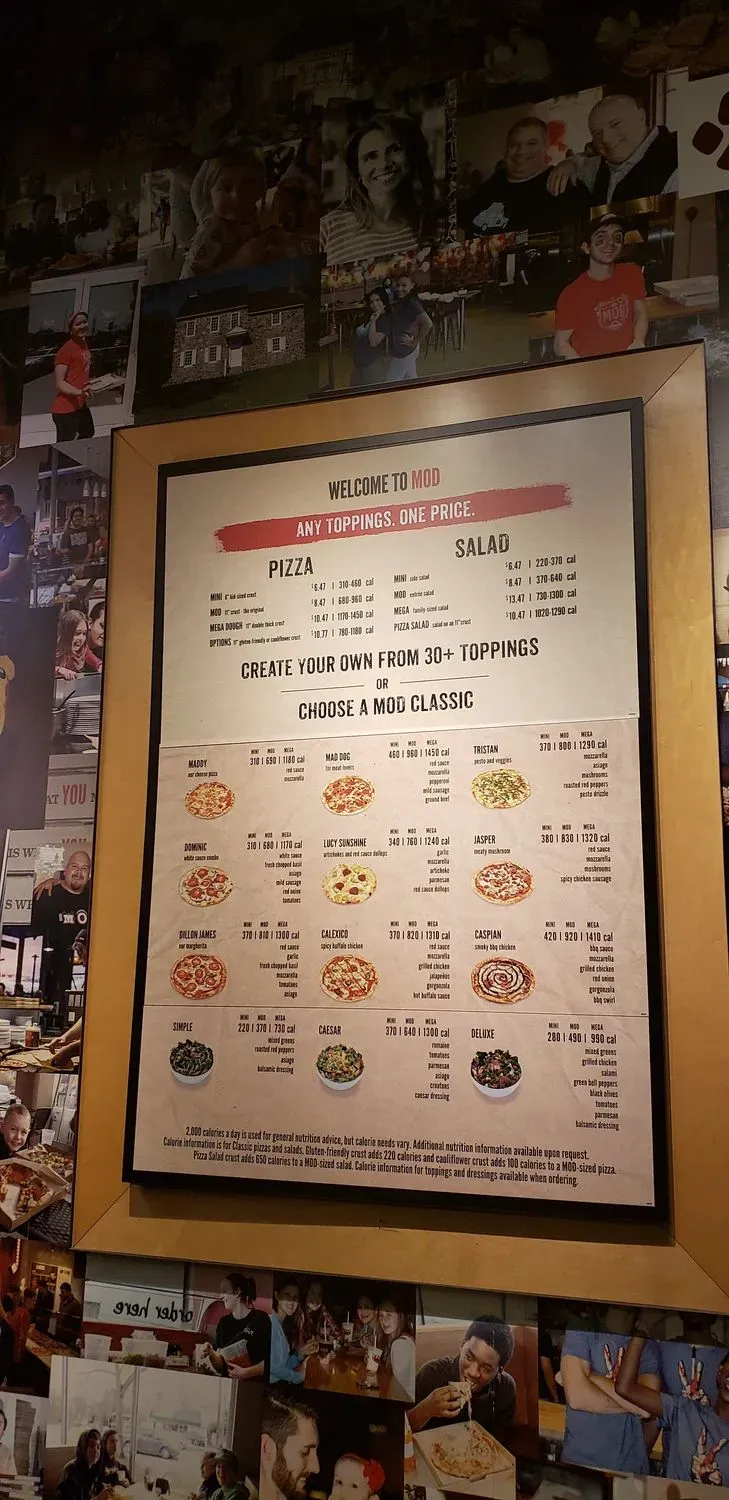 WELCOME TO MOD
ANY TOPPINGS. ONE PRICE.
PIZZA
MINI 6" kid-sized crust $6.47 | 310-460 cal
MOD 11" crust - the original $8.47 | 680-960 cal
MEGA DOUGH 11" double thick crust $10.47 | 1170-1450 cal
OPTIONS 11" gluten-friendly or cauliflower crust $10.77 | 780-1180 cal
SALAD
MINI side salad $6.47 | 220-370 cal
MOD entrée salad $8.47 | 370-640 cal
MEGA family-sized salad $13.47 | 730-1300 cal
PIZZA SALAD salad on an 11" crust $10.47 | 1020-1290 cal
CREATE YOUR OWN FROM 30+ TOPPINGS
OR
CHOOSE A MOD CLASSIC
MADDY
our cheese pizza
MINI MOD MEGA
310 | 690 | 1180 cal
red sauce
mozzarella
MAD DOG
for meat lovers
MINI MOD MEGA
460 | 960 | 1450 cal
red sauce
mozzarella
pepperoni
mild sausage
ground beef
TRISTAN
pesto and veggies
MINI MOD MEGA
370 | 800 | 1290 cal
mozzarella
asiago
mushrooms
roasted red peppers
pesto drizzle
DOMINIC
white sauce combo
MINI MOD MEGA
310 | 680 | 1170 cal
white sauce
fresh chopped basil
asiago
mild sausage
red onion
tomatoes
LUCY SUNSHINE
artichokes and red sauce dollops
MINI MOD MEGA
340 | 760 | 1240 cal
garlic
mozzarella
artichoke
parmesan
red sauce dollops
JASPER
meaty mushroom
MINI MOD MEGA
380 | 830 | 1320 cal
red sauce
mozzarella
mushrooms
spicy chicken sausage
DILLON JAMES
our margherita
MINI MOD MEGA
370 | 810 | 1300 cal
red sauce
garlic
fresh chopped basil
mozzarella
tomatoes
asiago
CALEXICO
spicy buffalo chicken
MINI MOD MEGA
370 | 820 | 1310 cal
red sauce
mozzarella
grilled chicken
jalapeños
gorgonzola
hot buffalo sauce
CASPIAN
smoky bbq chicken
MINI MOD MEGA
420 | 920 | 1410 cal
bbq sauce
mozzarella
grilled chicken
red onion
gorgonzola
bbq swirl
SIMPLE
MINI MOD MEGA
220 | 370 | 730 cal
mixed greens
roasted red peppers
asiago
balsamic dressing
CAESAR
MINI MOD MEGA
370 | 640 | 1300 cal
romaine
tomatoes
parmesan
asiago
croutons
caesar dressing
DELUXE
MINI MOD MEGA
280 | 490 | 990 cal
mixed greens
grilled chicken
salami
green bell peppers
black olives
tomatoes
parmesan
balsamic dressing
2,000 calories a day is used for general nutrition advice, but calorie needs vary. Additional nutrition information available upon request.
Calorie information is for Classic pizzas and salads. Gluten-friendly crust adds 220 calories and cauliflower crust adds 100 calories to a MOD-sized pizza.
Pizza Salad crust adds 650 calories to a MOD-sized salad. Calorie information for toppings and dressings available when ordering.
MOD
YOU
order here